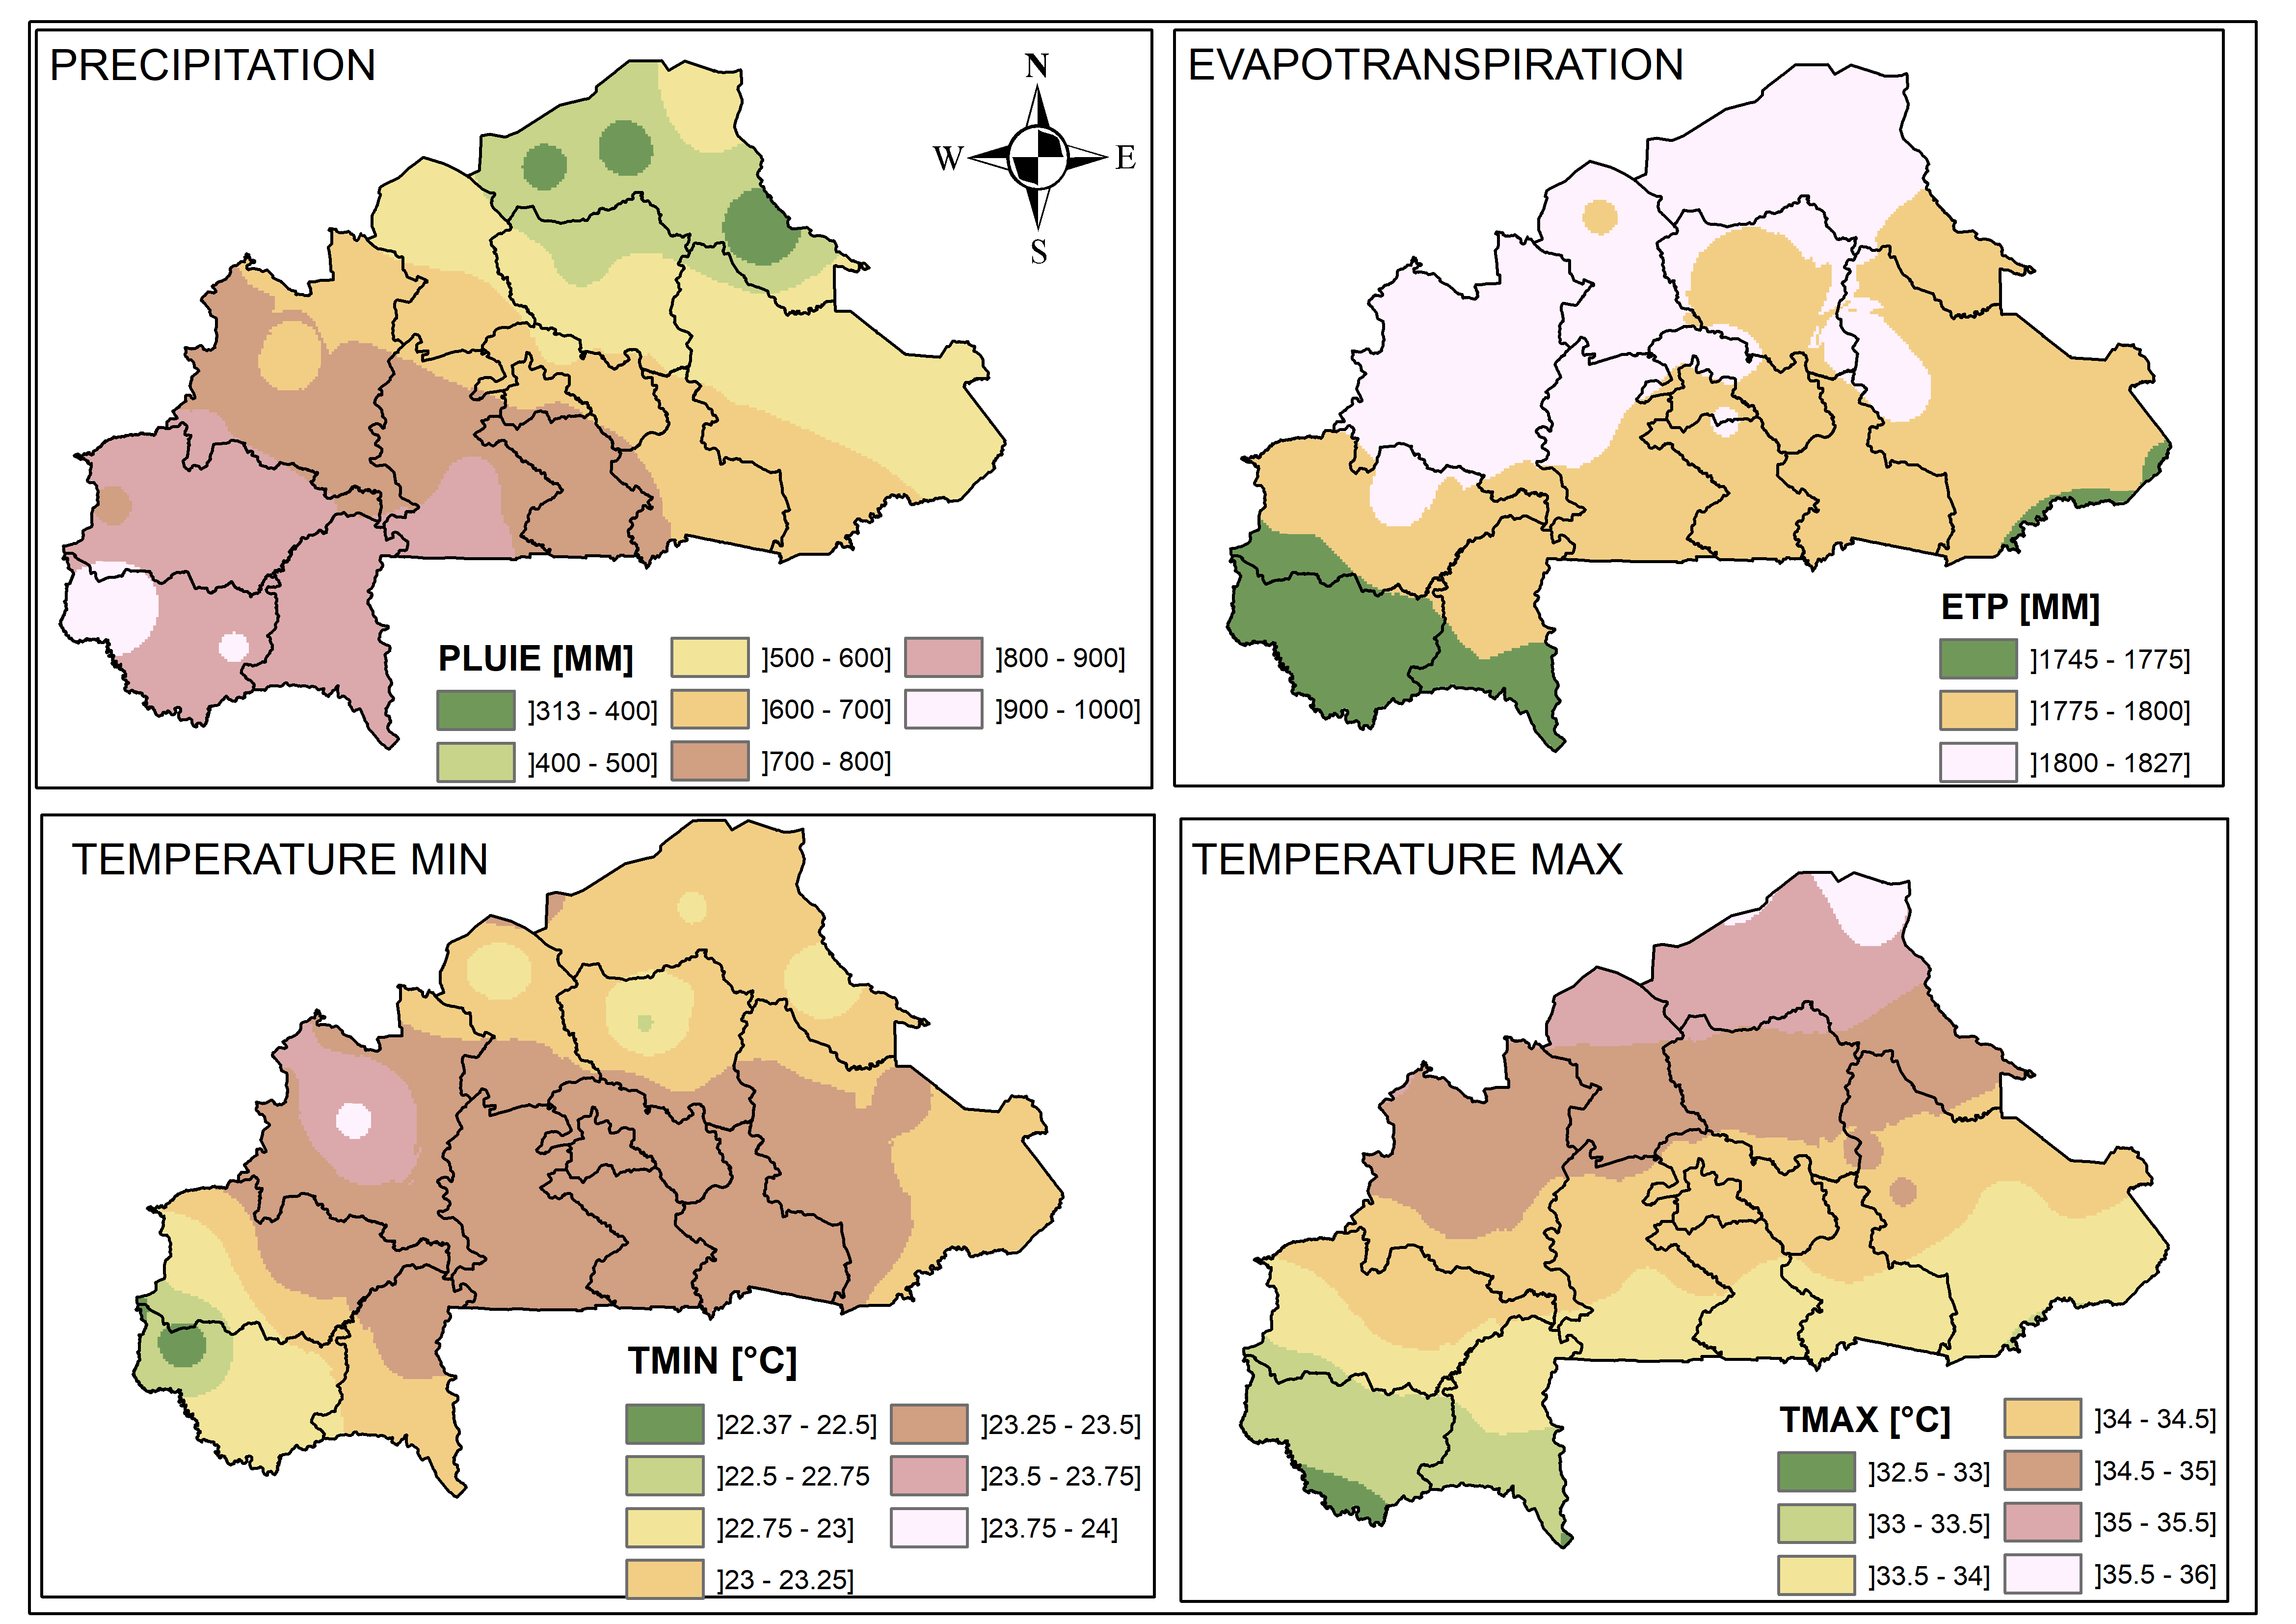 PRECIPITATION
N
W
E
S
PLUIE [MM]
]313 - 400]
]400 - 500]
]500 - 600]
]600 - 700]
]700 - 800]
]800 - 900]
]900 - 1000]
EVAPOTRANSPIRATION
ETP [MM]
]1745 - 1775]
]1775 - 1800]
]1800 - 1827]
TEMPERATURE MIN
TMIN [°C]
]22.37 - 22.5]
]22.5 - 22.75
]22.75 - 23]
]23 - 23.25]
]23.25 - 23.5]
]23.5 - 23.75]
]23.75 - 24]
TEMPERATURE MAX
TMAX [°C]
]32.5 - 33]
]33 - 33.5]
]33.5 - 34]
]34 - 34.5]
]34.5 - 35]
]35 - 35.5]
]35.5 - 36]